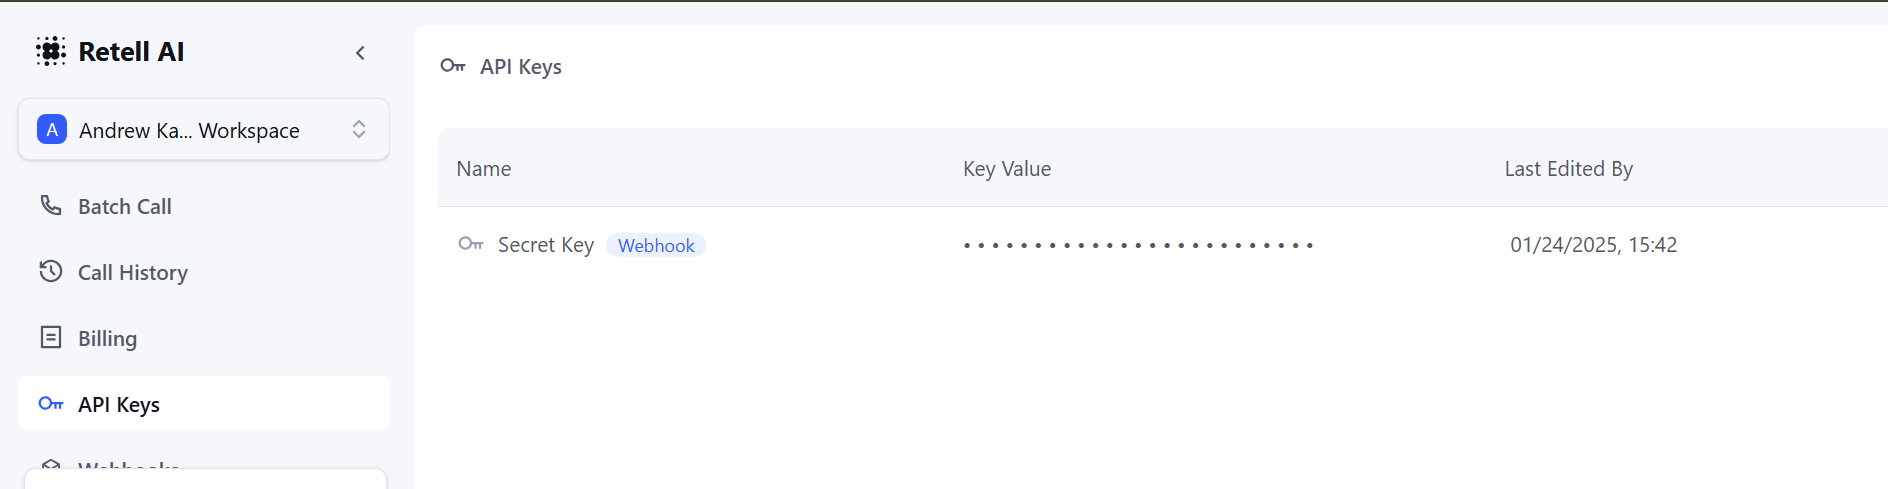 Retell AI
A Andrew Ka... Workspace
Batch Call
Call History
Billing
API Keys
Webhooks
API Keys
Name Key Value Last Edited By
Secret Key Webhook ••••••••••••••••••••••••• 01/24/2025, 15:42